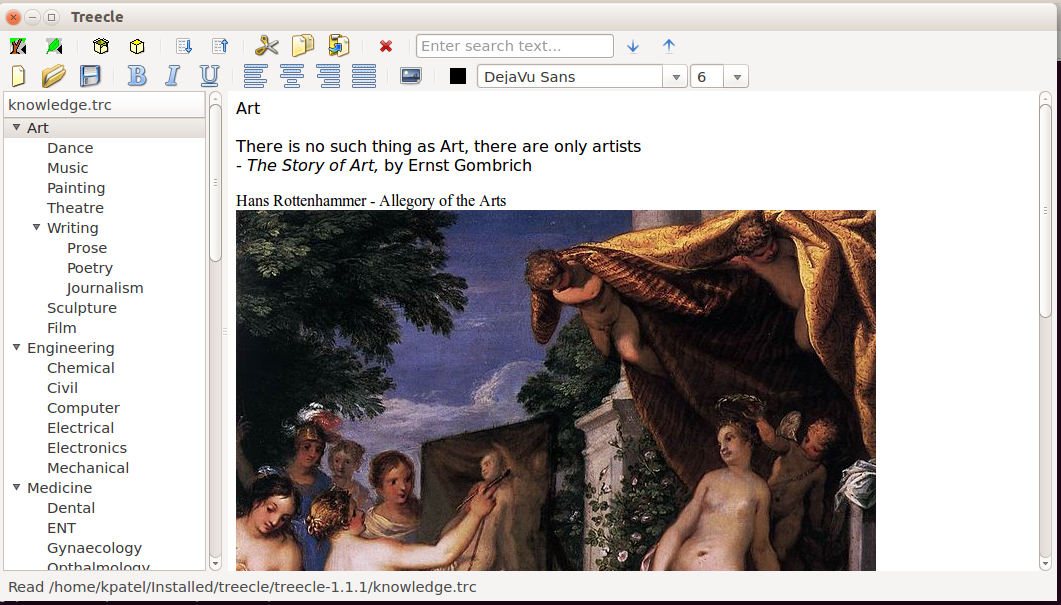 Treecle
Enter search text...
B I U
DejaVu Sans
6
knowledge.trc
Art
Dance
Music
Painting
Theatre
Writing
Prose
Poetry
Journalism
Sculpture
Film
Engineering
Chemical
Civil
Computer
Electrical
Electronics
Mechanical
Medicine
Dental
ENT
Gynaecology
Opthalmology
Art
There is no such thing as Art, there are only artists
- The Story of Art, by Ernst Gombrich
Hans Rottenhammer - Allegory of the Arts
Read /home/kpatel/Installed/treecle/treecle-1.1.1/knowledge.trc